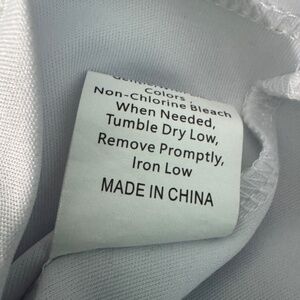 Colors,
Non-Chlorine Bleach
When Needed,
Tumble Dry Low,
Remove Promptly,
Iron Low
MADE IN CHINA